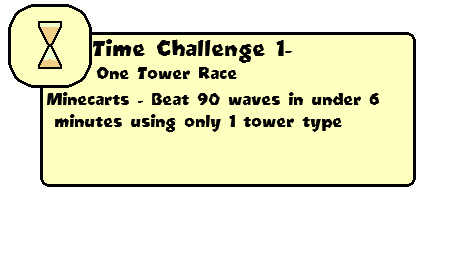 Time Challenge 1-
One Tower Race
Minecarts - Beat 90 waves in under 6
minutes using only 1 tower type